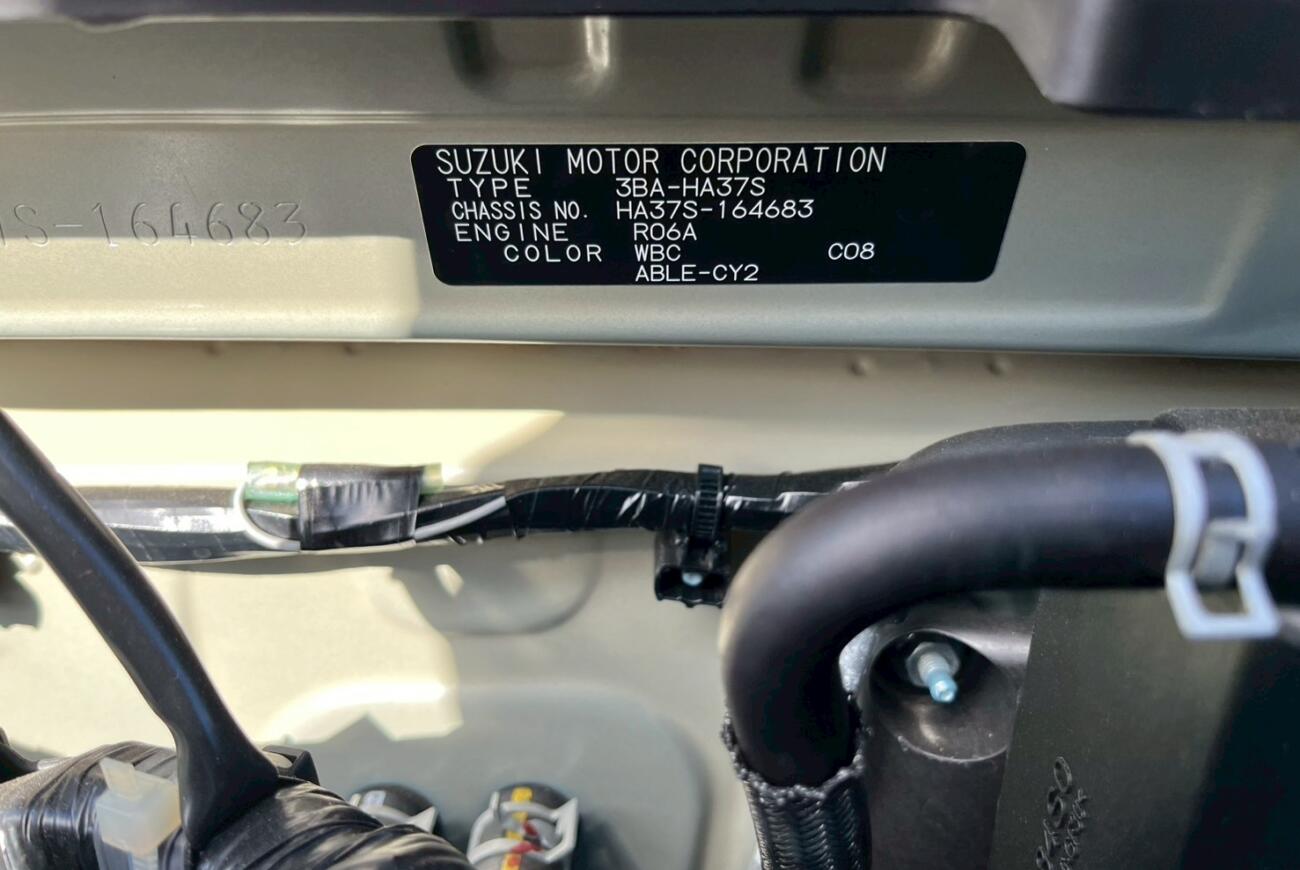 SUZUKI MOTOR CORPORATION
TYPE 3BA-HA37S
CHASSIS NO. HA37S-164683
ENGINE R06A
COLOR WBC C08
ABLE-CY2
S-164683